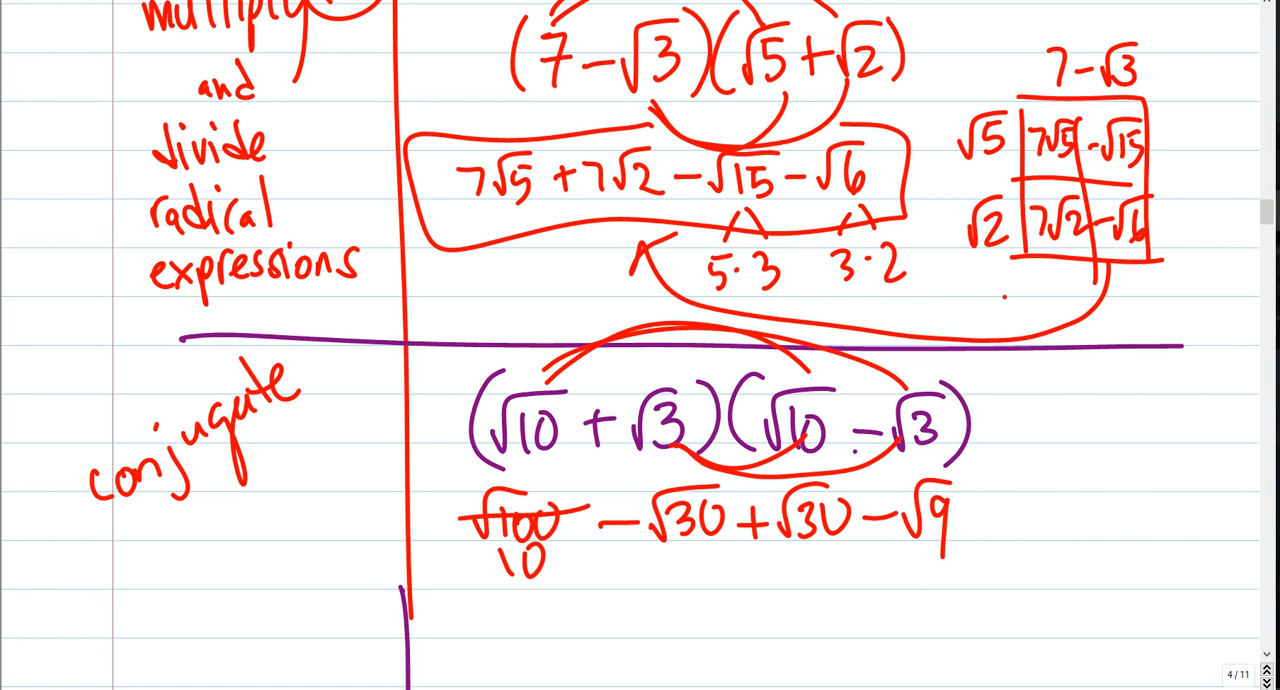 multiply
and
divide
radical
expressions
(7 - √3)(√5 + √2)
7√5 + 7√2 - √15 - √6
5·3 3·2
7 - √3
√5 7√5 -√15
√2 7√2 -√6
conjugate
(√10 + √3)(√10 - √3)
√100 - √30 + √30 - √9
10
4 / 11